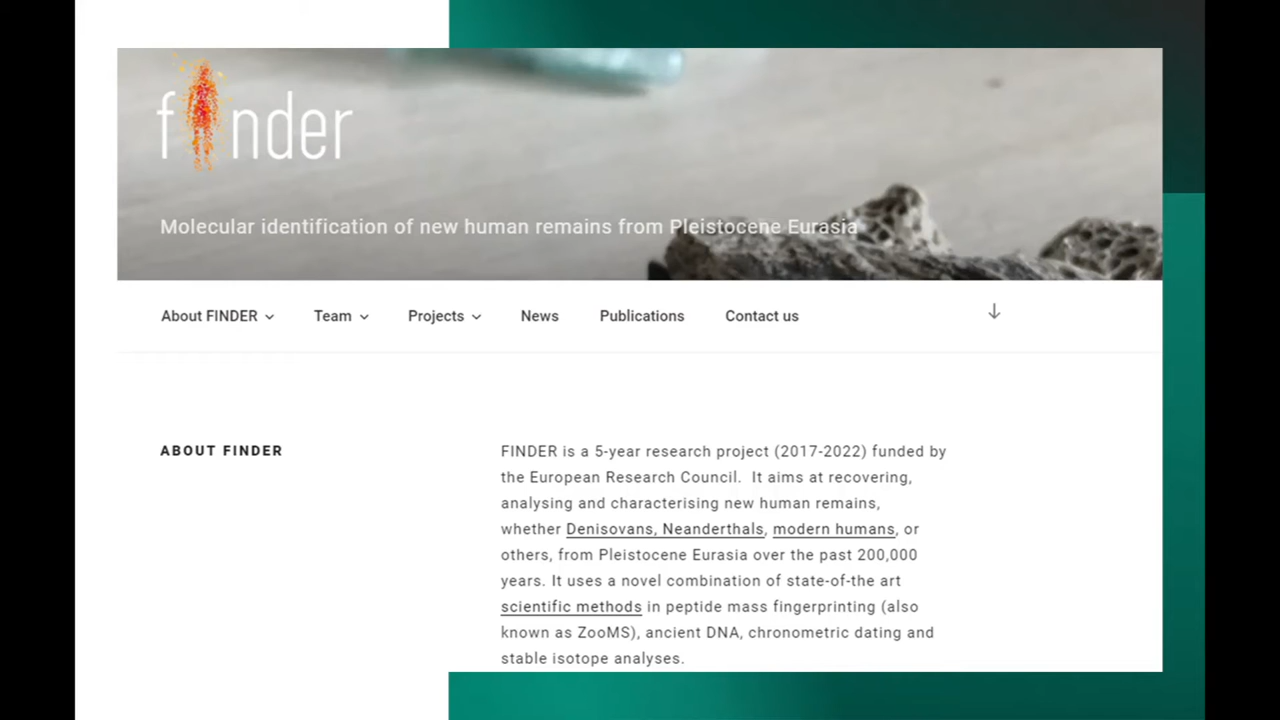 finder
Molecular identification of new human remains from Pleistocene Eurasia
About FINDER Team Projects News Publications Contact us
ABOUT FINDER
FINDER is a 5-year research project (2017-2022) funded by
the European Research Council. It aims at recovering,
analysing and characterising new human remains,
whether Denisovans, Neanderthals, modern humans, or
others, from Pleistocene Eurasia over the past 200,000
years. It uses a novel combination of state-of-the art
scientific methods in peptide mass fingerprinting (also
known as ZooMS), ancient DNA, chronometric dating and
stable isotope analyses.